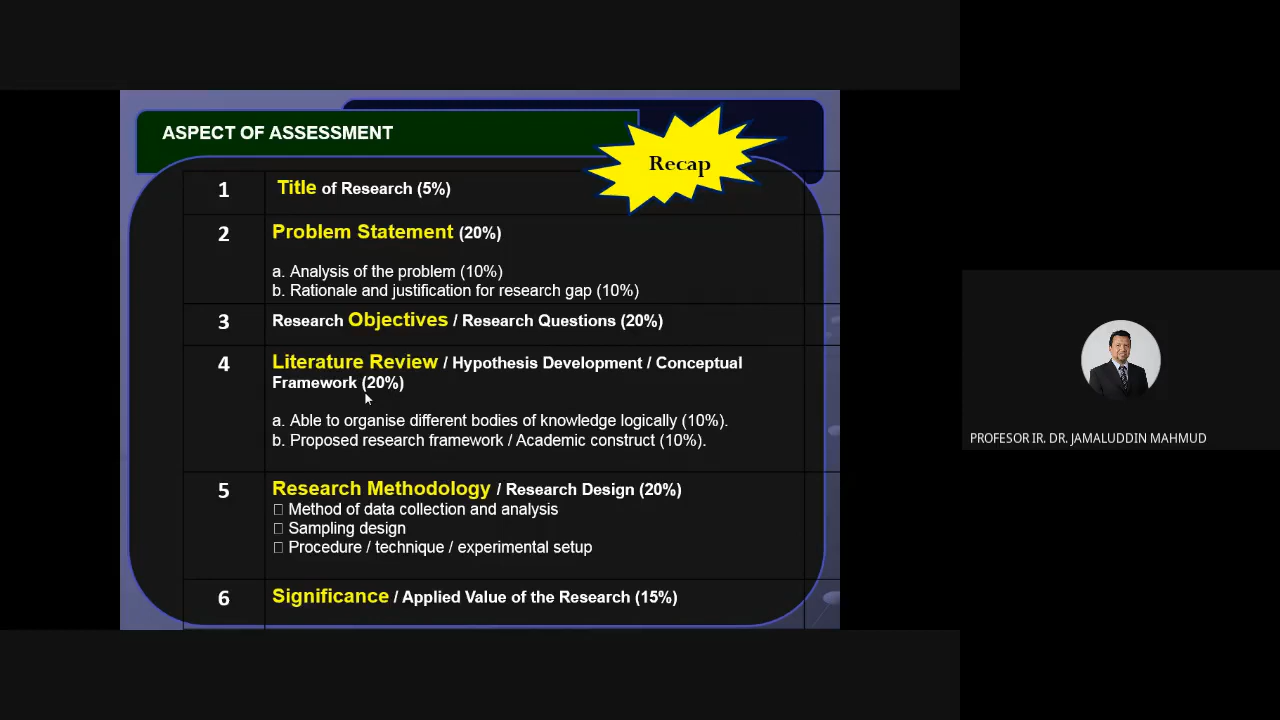 ASPECT OF ASSESSMENT
Recap
1 Title of Research (5%)
2 Problem Statement (20%)
a. Analysis of the problem (10%)
b. Rationale and justification for research gap (10%)
3 Research Objectives / Research Questions (20%)
4 Literature Review / Hypothesis Development / Conceptual
Framework (20%)
a. Able to organise different bodies of knowledge logically (10%).
b. Proposed research framework / Academic construct (10%).
5 Research Methodology / Research Design (20%)
Method of data collection and analysis
Sampling design
Procedure / technique / experimental setup
6 Significance / Applied Value of the Research (15%)
PROFESOR IR. DR. JAMALUDDIN MAHMUD